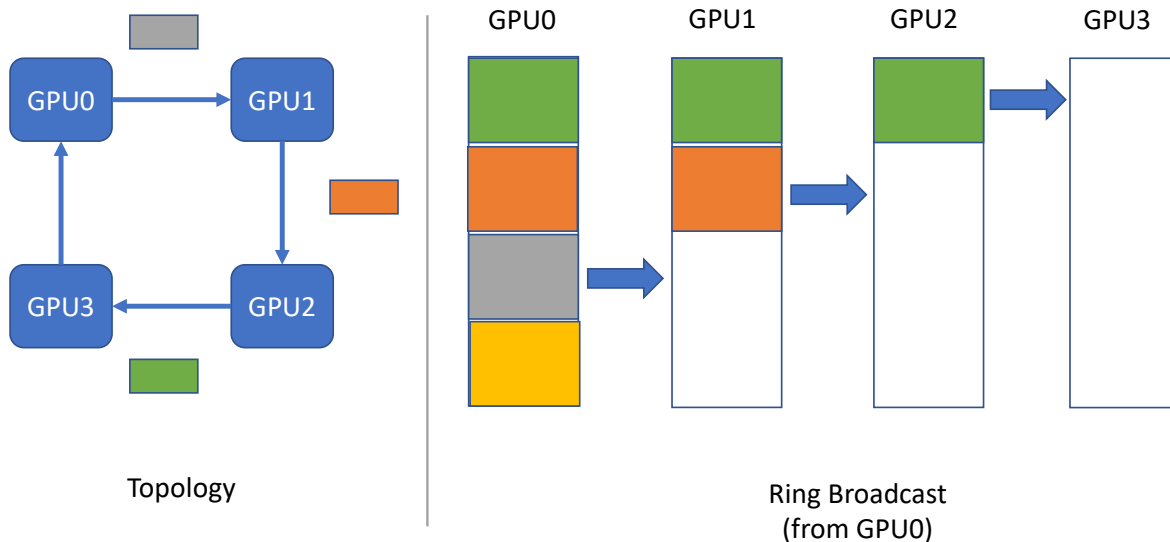 GPU0
GPU1
GPU3
GPU2
Topology
GPU0
GPU1
GPU2
GPU3
Ring Broadcast
(from GPU0)